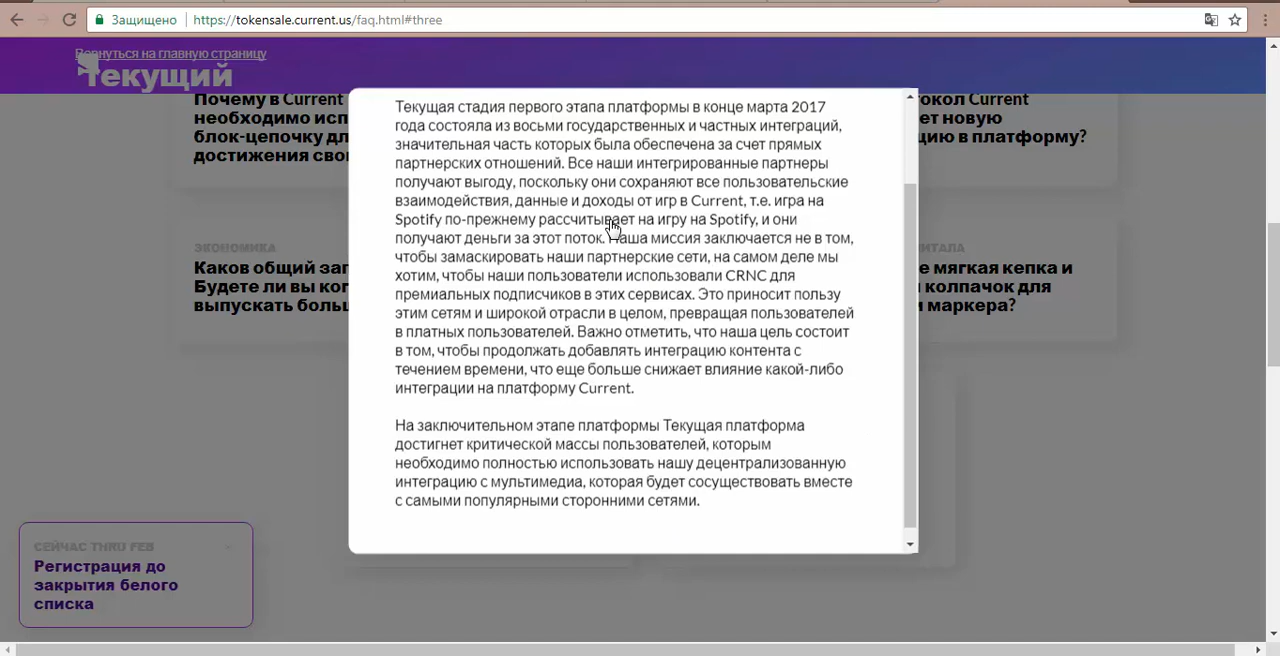 Защищено
https://tokensale.current.us/faq.html#three
Вернуться на главную страницу
Текущий
Почему в Current
необходимо исп
блок-цепочку дл
достижения сво
окол Current
ет новую
цию в платформу?
Текущая стадия первого этапа платформы в конце марта 2017
года состояла из восьми государственных и частных интеграций,
значительная часть которых была обеспечена за счет прямых
партнерских отношений. Все наши интегрированные партнеры
получают выгоду, поскольку они сохраняют все пользовательские
взаимодействия, данные и доходы от игр в Current, т.е. игра на
Spotify по-прежнему рассчитывает на игру на Spotify, и они
получают деньги за этот поток. Наша миссия заключается не в том,
чтобы замаскировать наши партнерские сети, на самом деле мы
хотим, чтобы наши пользователи использовали CRNC для
премиальных подписчиков в этих сервисах. Это приносит пользу
этим сетям и широкой отрасли в целом, превращая пользователей
в платных пользователей. Важно отметить, что наша цель состоит
в том, чтобы продолжать добавлять интеграцию контента с
течением времени, что еще больше снижает влияние какой-либо
интеграции на платформу Current.
На заключительном этапе платформы Текущая платформа
достигнет критической массы пользователей, которым
необходимо полностью использовать нашу децентрализованную
интеграцию с мультимедиа, которая будет сосуществовать вместе
с самыми популярными сторонними сетями.
ЭКОНОМИКА
Каков общий зап
Будете ли вы ког
выпускать больш
ИТАЛА
е мягкая кепка и
колпачок для
маркера?
СЕЙЧАС THRU FEB
Регистрация до
закрытия белого
списка